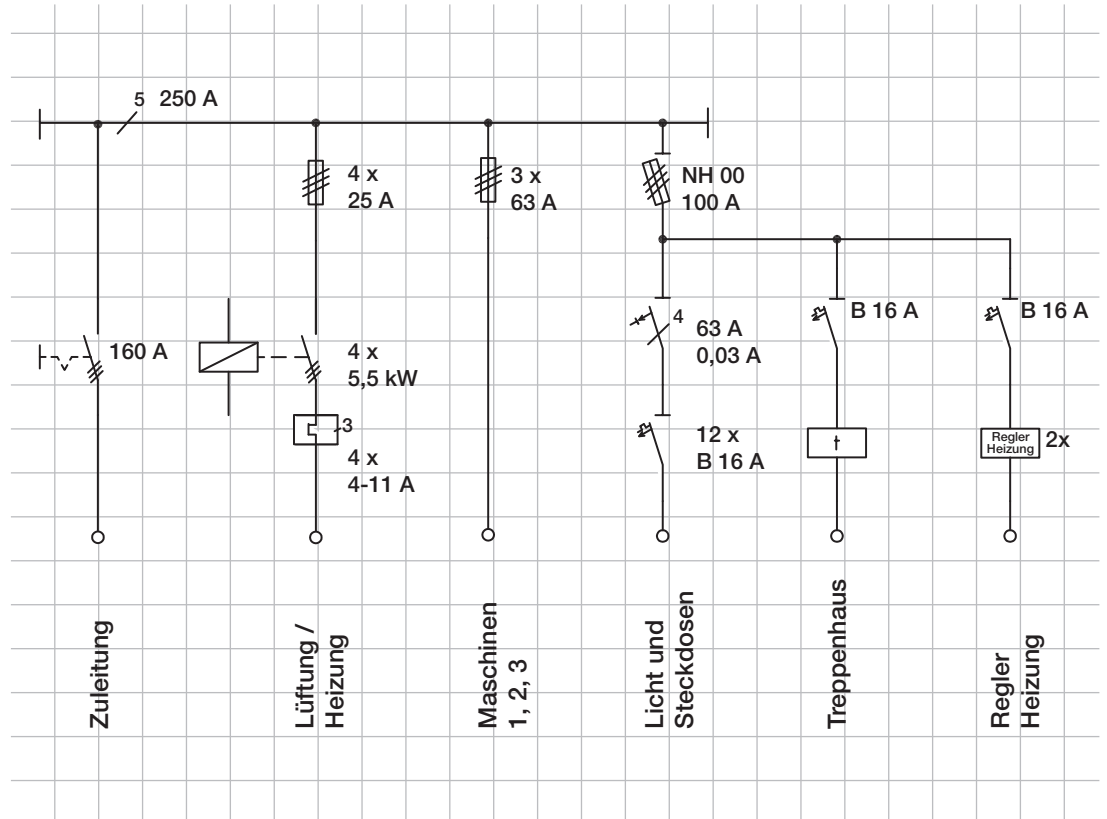 5 250 A
4 x
25 A
3 x
63 A
NH 00
100 A
160 A
4 x
5,5 kW
3
4 x
4-11 A
4
63 A
0,03 A
12 x
B 16 A
B 16 A
t
B 16 A
Regler
Heizung
2x
Zuleitung
Lüftung /
Heizung
Maschinen
1, 2, 3
Licht und
Steckdosen
Treppenhaus
Regler
Heizung